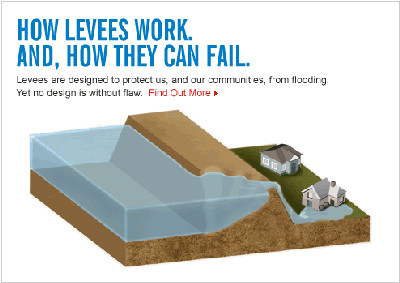 HOW LEVEES WORK.
AND, HOW THEY CAN FAIL.
Levees are designed to protect us, and our communities, from flooding.
Yet no design is without flaw. Find Out More